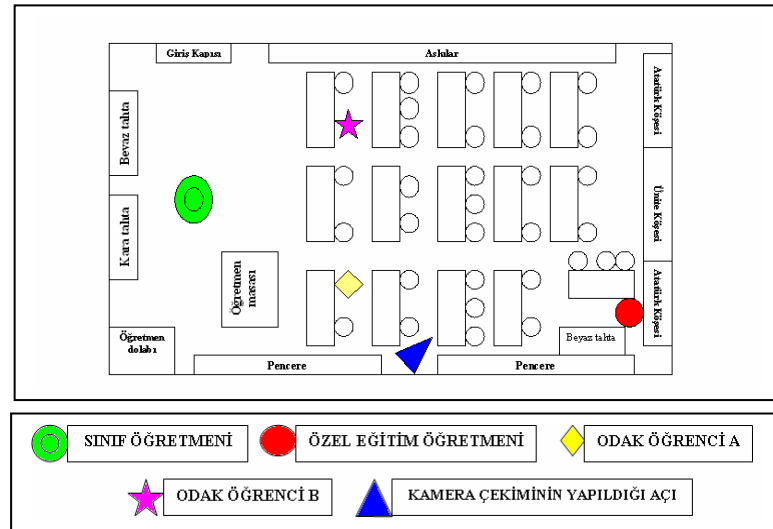 Giriş Kapısı
Askılar
Beyaz tahta
Kara tahta
Öğretmen
dolabı
Öğretmen
masası
Pencere
Pencere
Beyaz tahta
Atatürk
Köşesi
Ünite Köşesi
Atatürk
Köşesi
SINIF ÖĞRETMENİ
ÖZEL EĞİTİM ÖĞRETMENİ
ODAK ÖĞRENCİ A
ODAK ÖĞRENCİ B
KAMERA ÇEKİMİNİN YAPILDIĞI AÇI